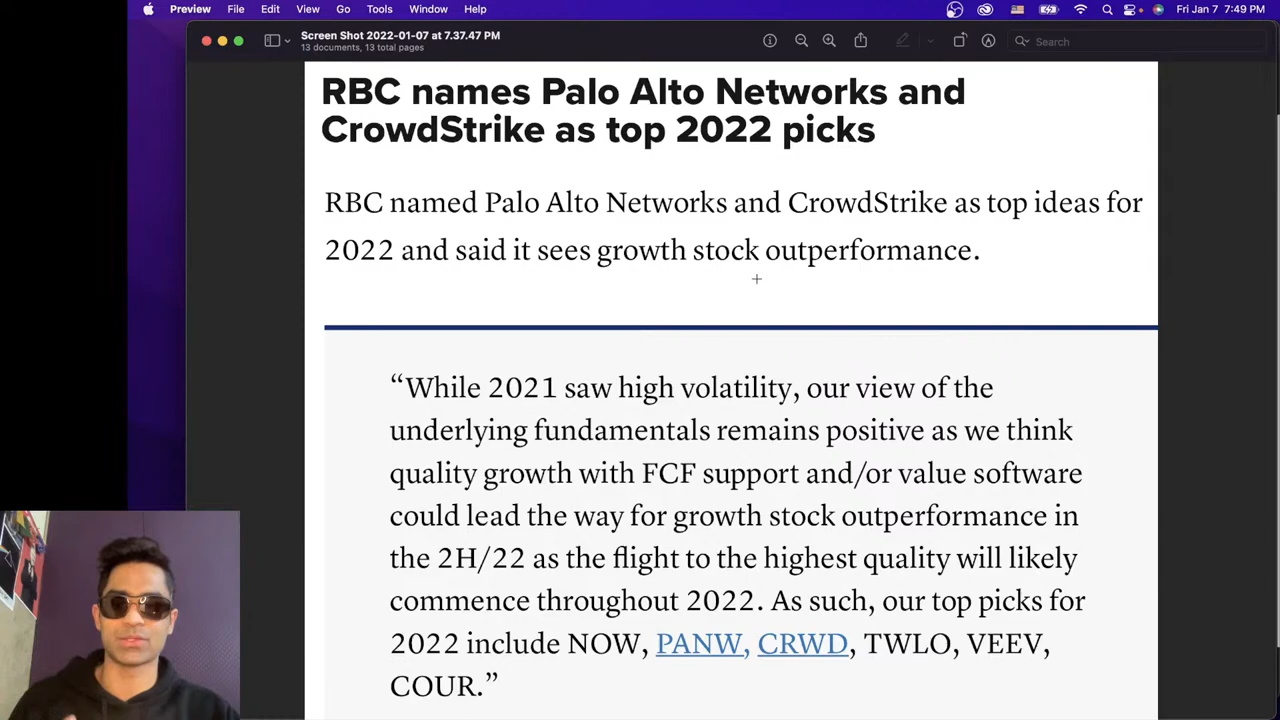 Preview File Edit View Go Tools Window Help Fri Jan 7 7:49 PM
Screen Shot 2022-01-07 at 7.37.47 PM
13 documents, 13 total pages
Search
RBC names Palo Alto Networks and
CrowdStrike as top 2022 picks
RBC named Palo Alto Networks and CrowdStrike as top ideas for
2022 and said it sees growth stock outperformance.
“While 2021 saw high volatility, our view of the
underlying fundamentals remains positive as we think
quality growth with FCF support and/or value software
could lead the way for growth stock outperformance in
the 2H/22 as the flight to the highest quality will likely
commence throughout 2022. As such, our top picks for
2022 include NOW, PANW, CRWD, TWLO, VEEV,
COUR.”